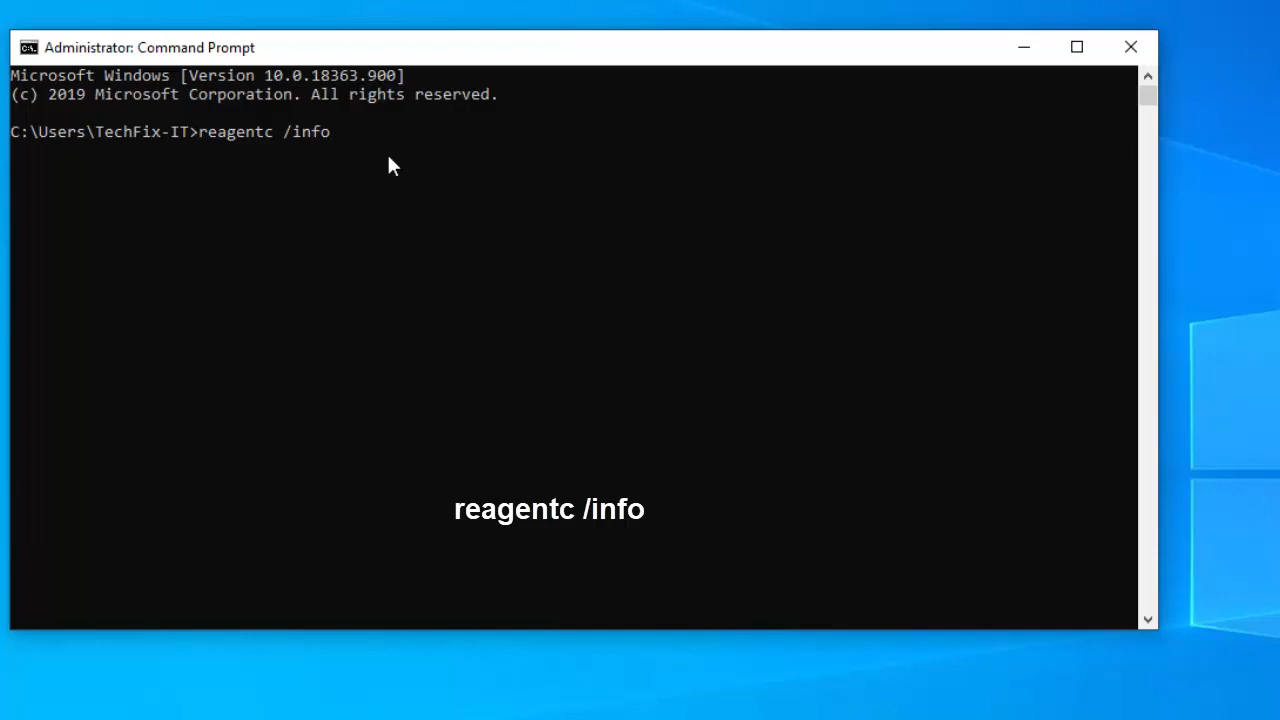 Administrator: Command Prompt
Microsoft Windows [Version 10.0.18363.900]
(c) 2019 Microsoft Corporation. All rights reserved.
C:\Users\TechFix-IT>reagentc /info
reagentc /info